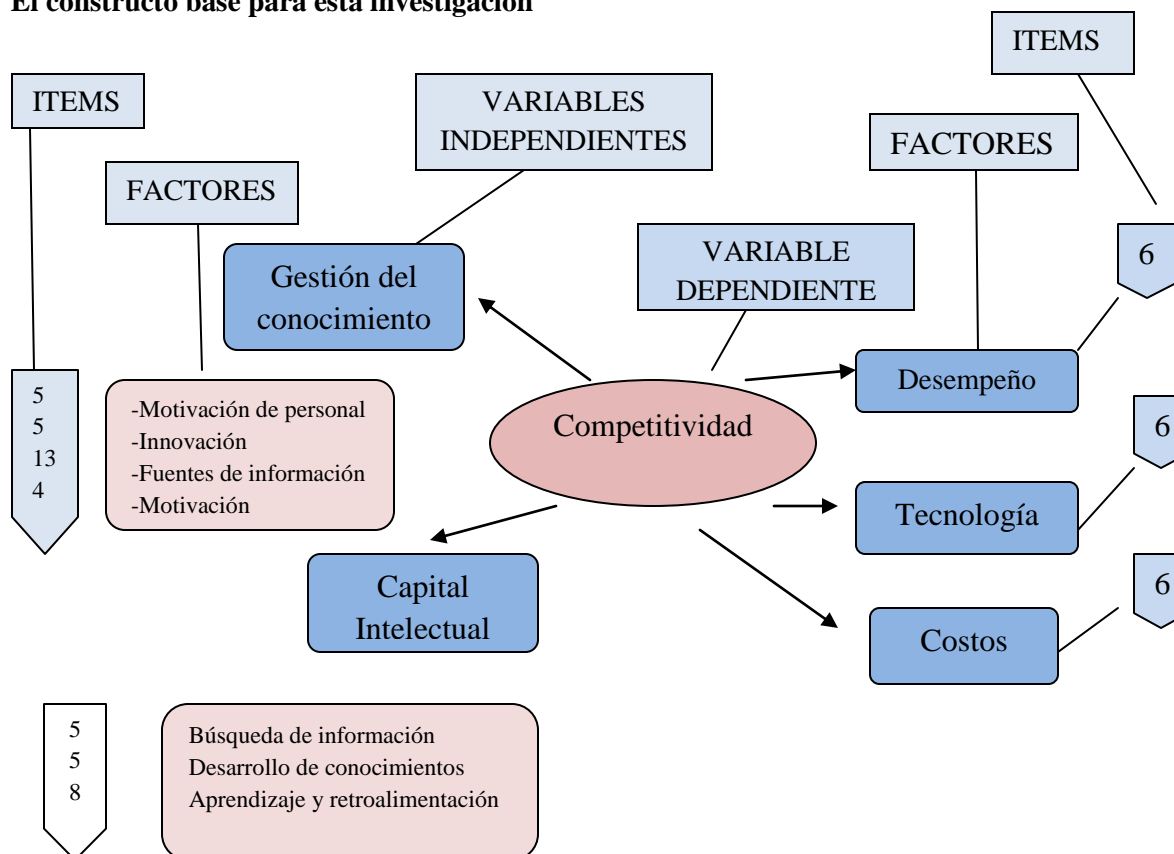 El constructo base para esta investigación
ITEMS
ITEMS
VARIABLES
INDEPENDIENTES
FACTORES
FACTORES
VARIABLE
DEPENDIENTE
6
Gestión del
conocimiento
Desempeño
5
5
13
4
-Motivación de personal
-Innovación
-Fuentes de información
-Motivación
Competitividad
6
Tecnología
Capital
Intelectual
6
Costos
5
5
8
Búsqueda de información
Desarrollo de conocimientos
Aprendizaje y retroalimentación